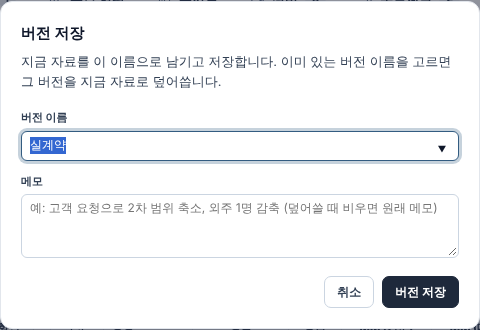 버전 저장
지금 자료를 이 이름으로 남기고 저장합니다. 이미 있는 버전 이름을 고르면
그 버전을 지금 자료로 덮어씁니다.
버전 이름
실계약
메모
예: 고객 요청으로 2차 범위 축소, 외주 1명 감축 (덮어쓸 때 비우면 원래 메모)
취소
버전 저장